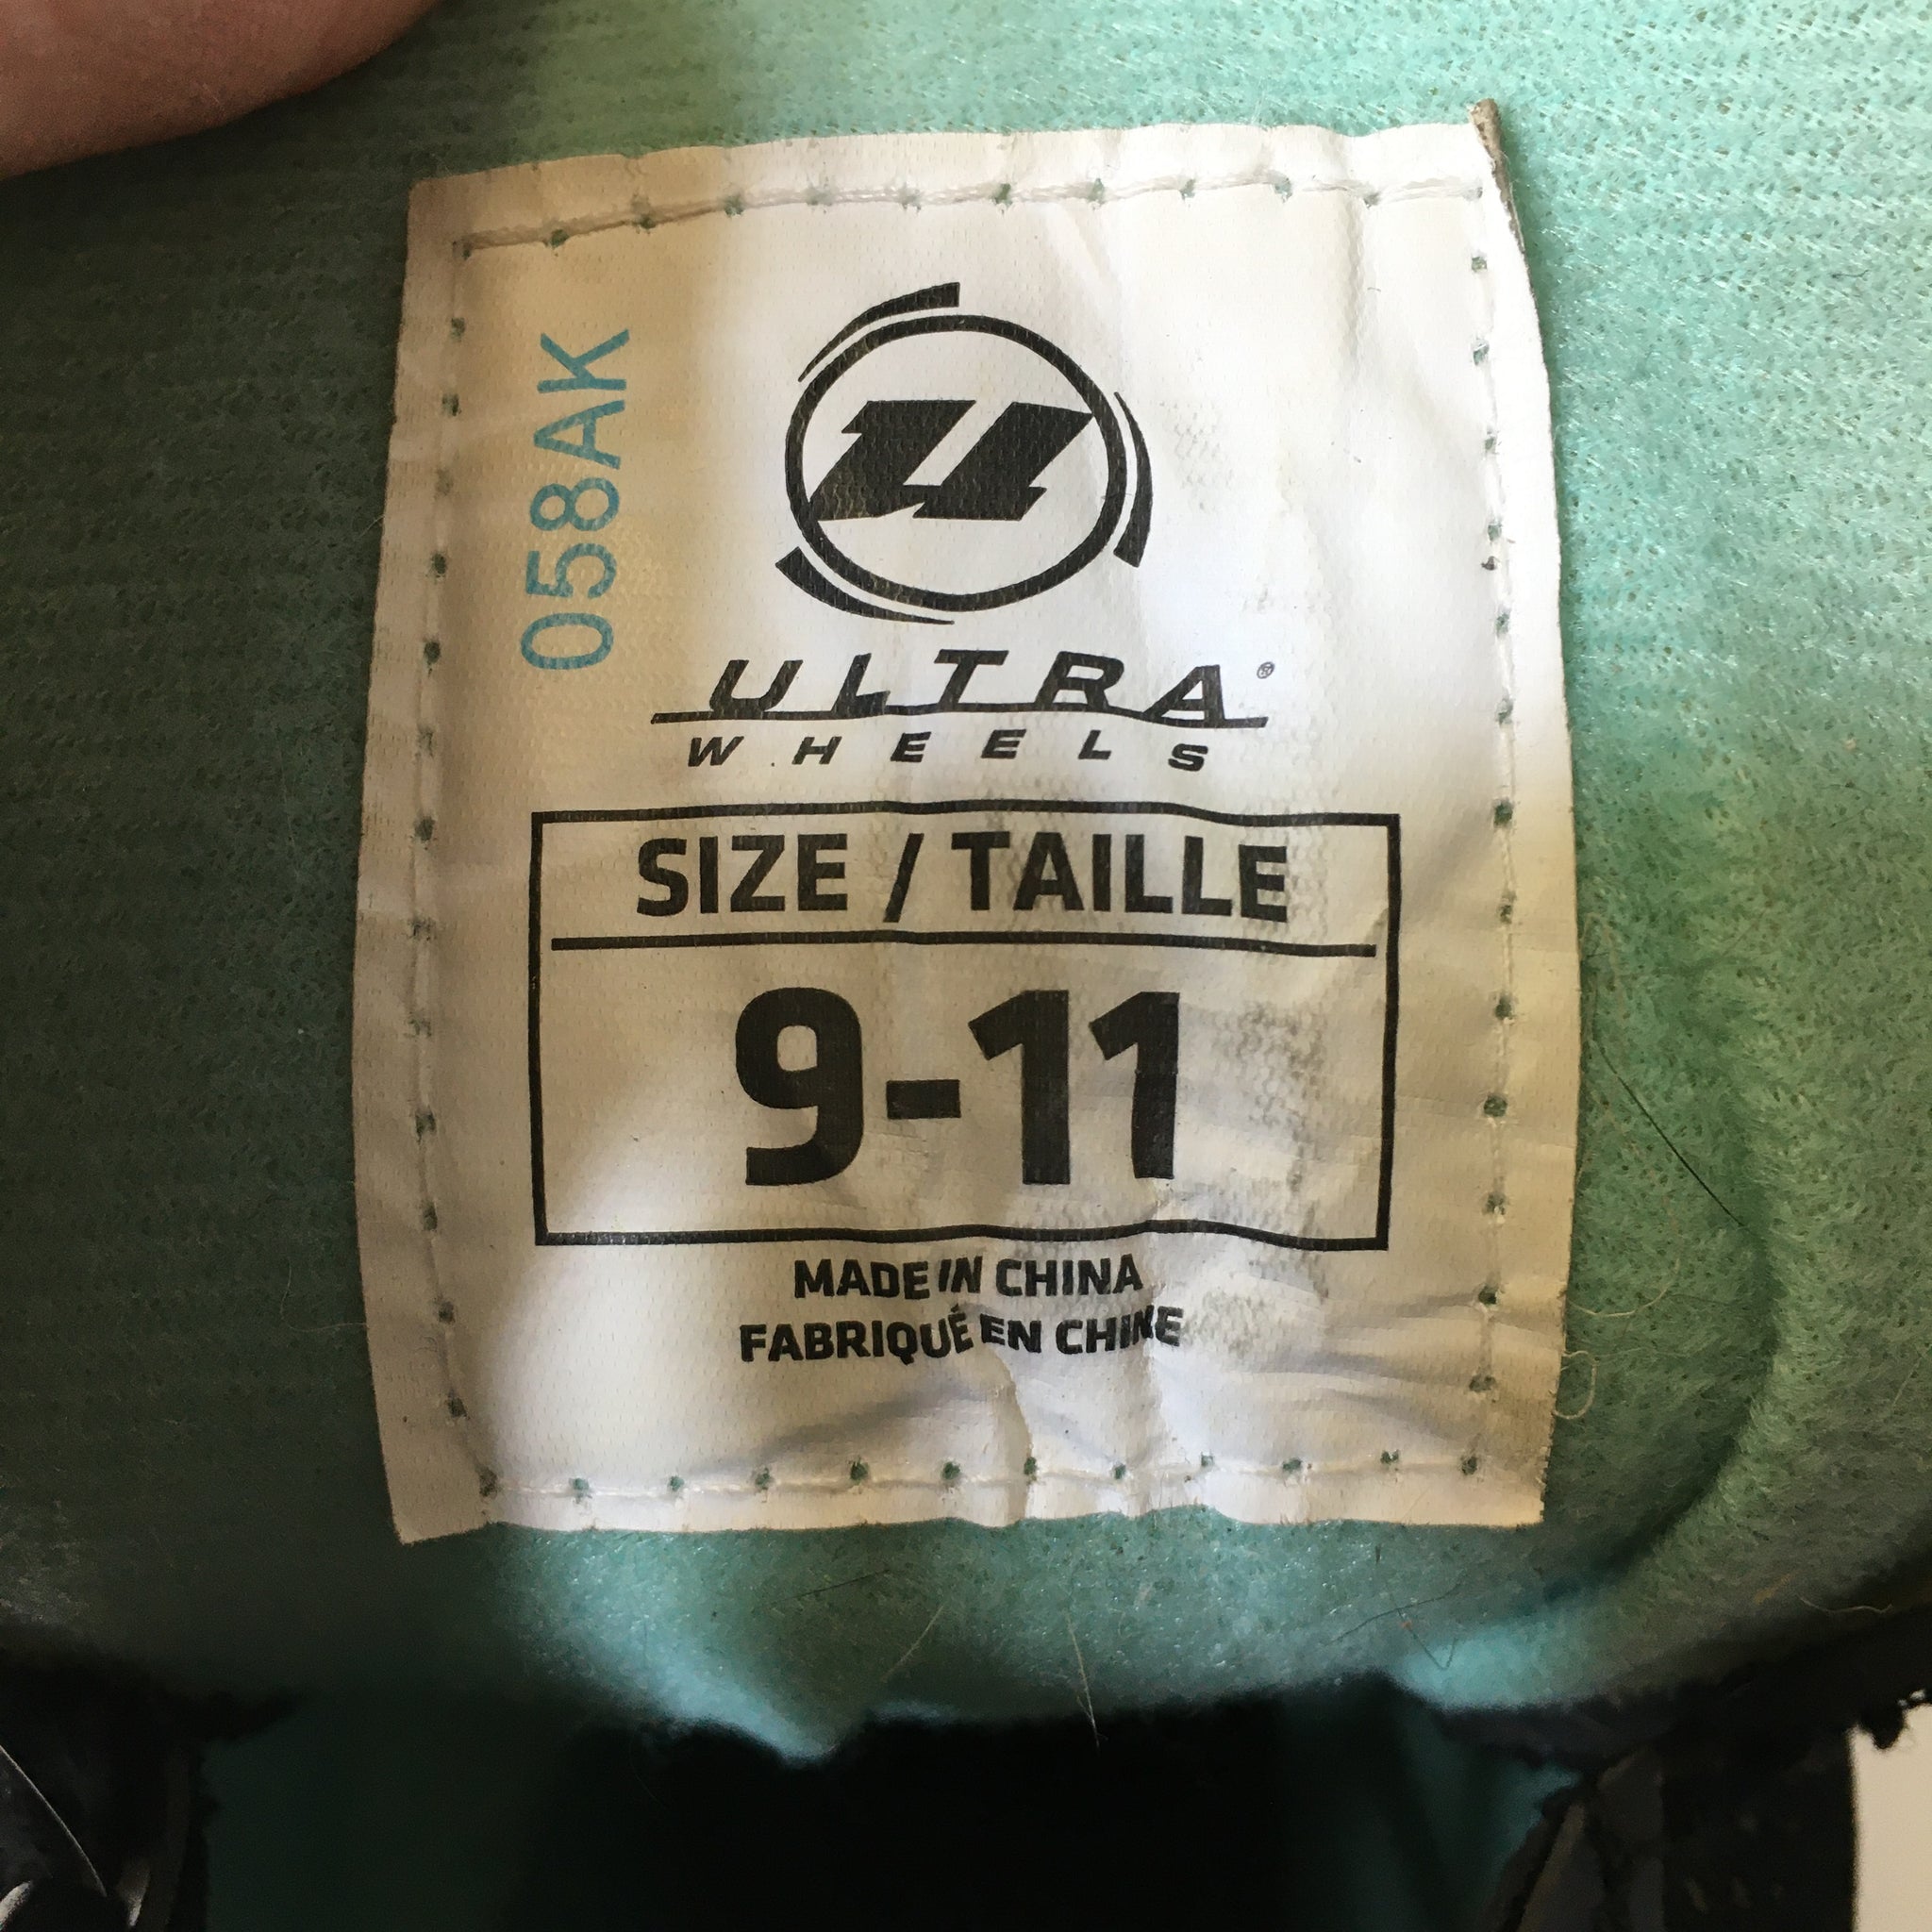 058AK
U
ULTRA®
WHEELS
SIZE / TAILLE
9-11
MADE IN CHINA
FABRIQUÉ EN CHINE